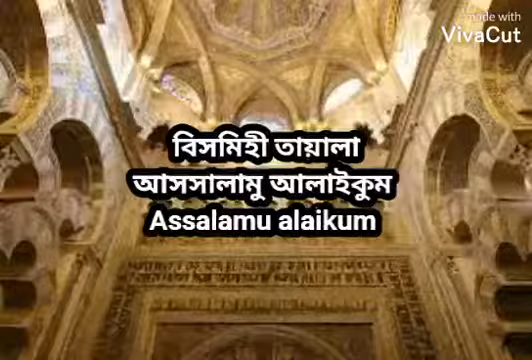 made with
VivaCut
বিসমিহী তায়ালা
আসসালামু আলাইকুম
Assalamu alaikum